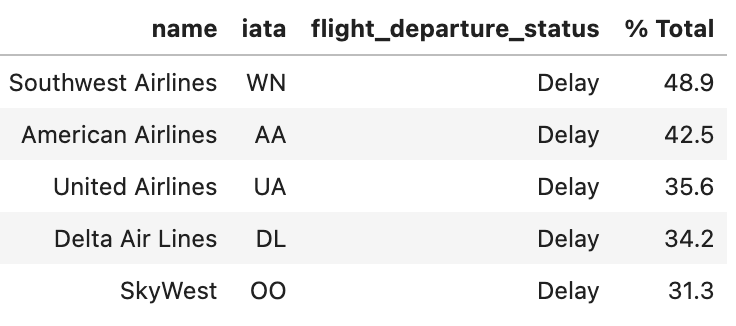 name iata flight_departure_status % Total
Southwest Airlines WN Delay 48.9
American Airlines AA Delay 42.5
United Airlines UA Delay 35.6
Delta Air Lines DL Delay 34.2
SkyWest OO Delay 31.3